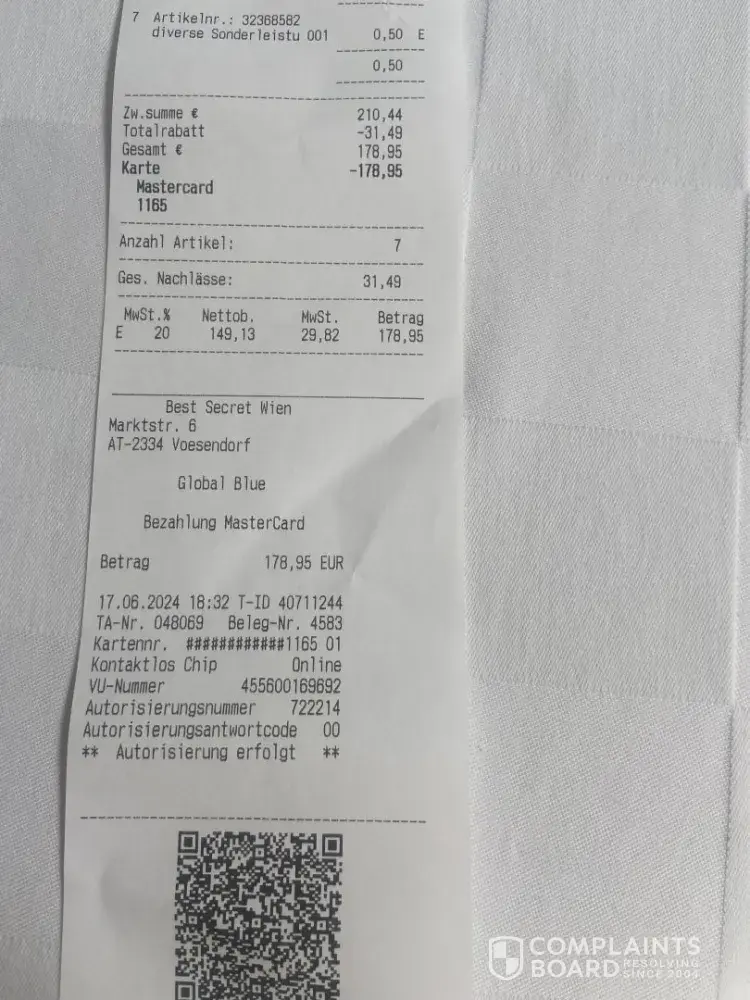 7 Artikelnr.: 32368582
diverse Sonderleistu 001 0,50 E
0,50
Zw.summe € 210,44
Totalrabatt -31,49
Gesamt € 178,95
Karte -178,95
Mastercard
1165
Anzahl Artikel: 7
Ges. Nachlässe: 31,49
MwSt.% Nettob. MwSt. Betrag
E 20 149,13 29,82 178,95
Best Secret Wien
Marktstr. 6
AT-2334 Voesendorf
Global Blue
Bezahlung MasterCard
Betrag 178,95 EUR
17.06.2024 18:32 T-ID 40711244
TA-Nr. 048069 Beleg-Nr. 4583
Kartennr. ############1165 01
Kontaktlos Chip Online
VU-Nummer 455600169692
Autorisierungsnummer 722214
Autorisierungsantwortcode 00
** Autorisierung erfolgt **
COMPLAINTS
BOARD RESOLVING SINCE 2004